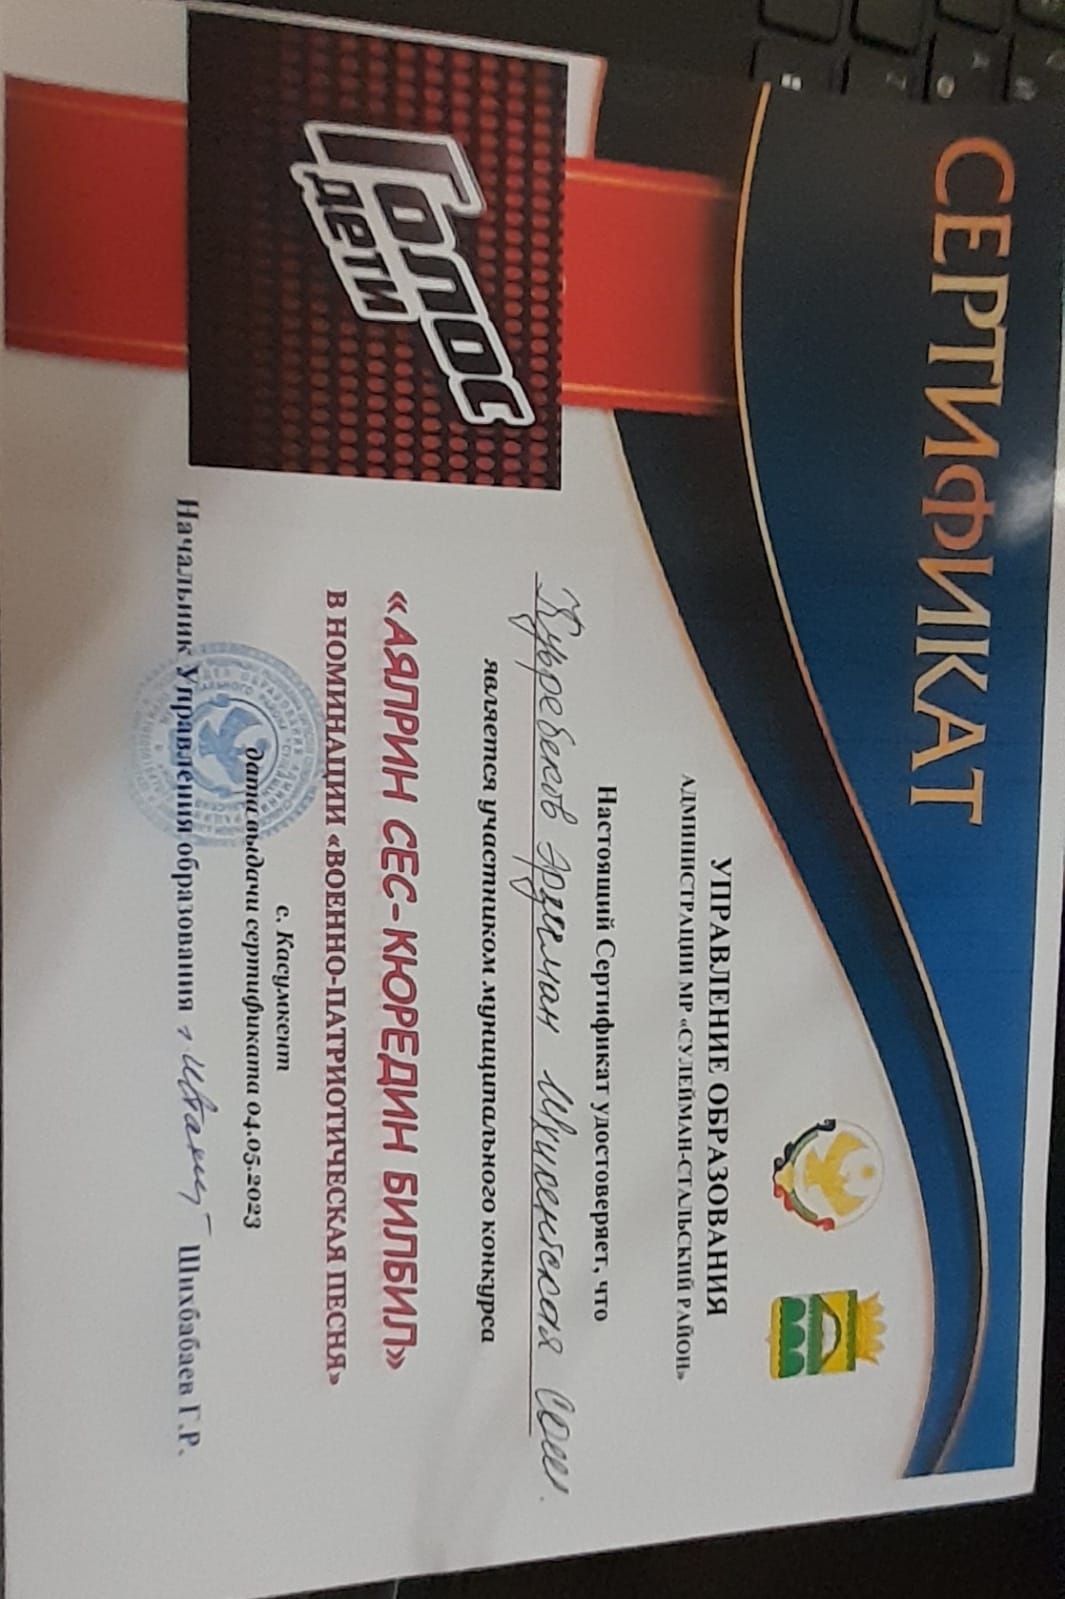 СЕРТИФИКАТ
УПРАВЛЕНИЕ ОБРАЗОВАНИЯ
АДМИНИСТРАЦИИ МР «СУЛЕЙМАН-СТАЛЬСКИЙ РАЙОН»
Настоящий Сертификат удостоверяет, что
является участником муниципального конкурса
«АЯЛРИН СЕС-КЮРЕДИН БИЛБИЛ»
В НОМИНАЦИИ «ВОЕННО-ПАТРИОТИЧЕСКАЯ ПЕСНЯ»
с. Касумкент
дата выдачи сертификата 04.05.2023
Начальник Управления образования Шихбабаев Г.Р.
Голос
дети